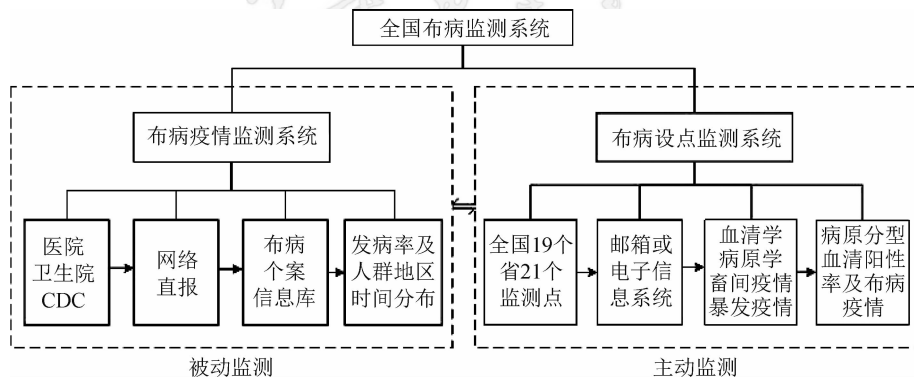 全国布病监测系统
布病疫情监测系统
布病设点监测系统
医院
卫生院
CDC
网络
直报
布病
个案
信息库
发病率及
人群地区
时间分布
全国19个
省21个
监测点
邮箱或
电子信
息系统
血清学
病原学
畜间疫情
暴发疫情
病原分型
血清阳性
率及布病
疫情
被动监测
主动监测